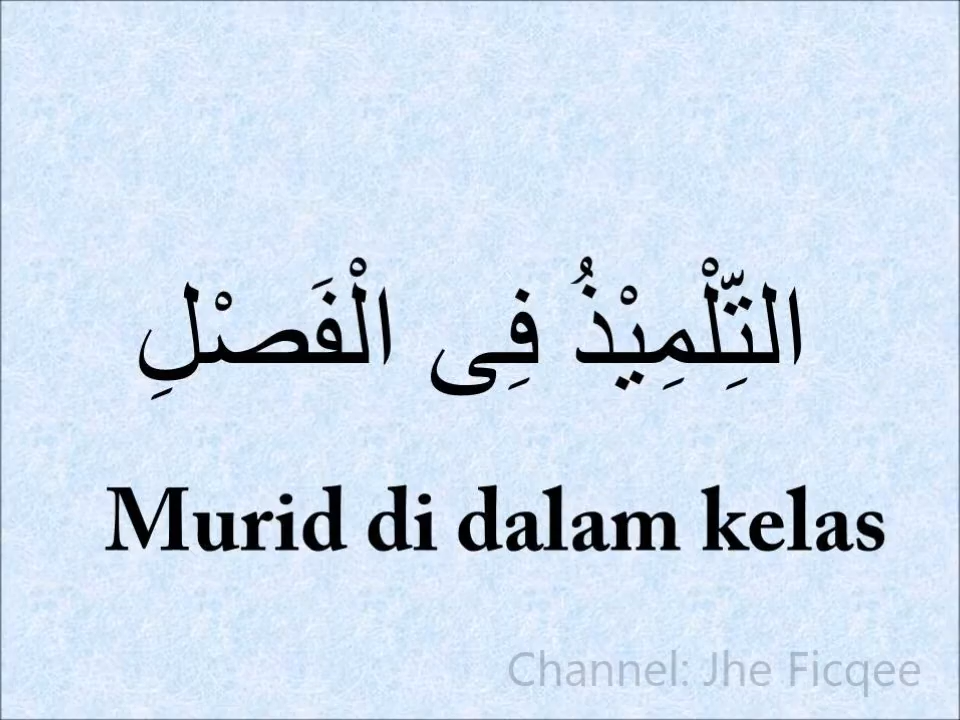 التِّلْمِيْذُ فِى الْفَصْلِ
Murid di dalam kelas
Channel: Jhe Ficqee